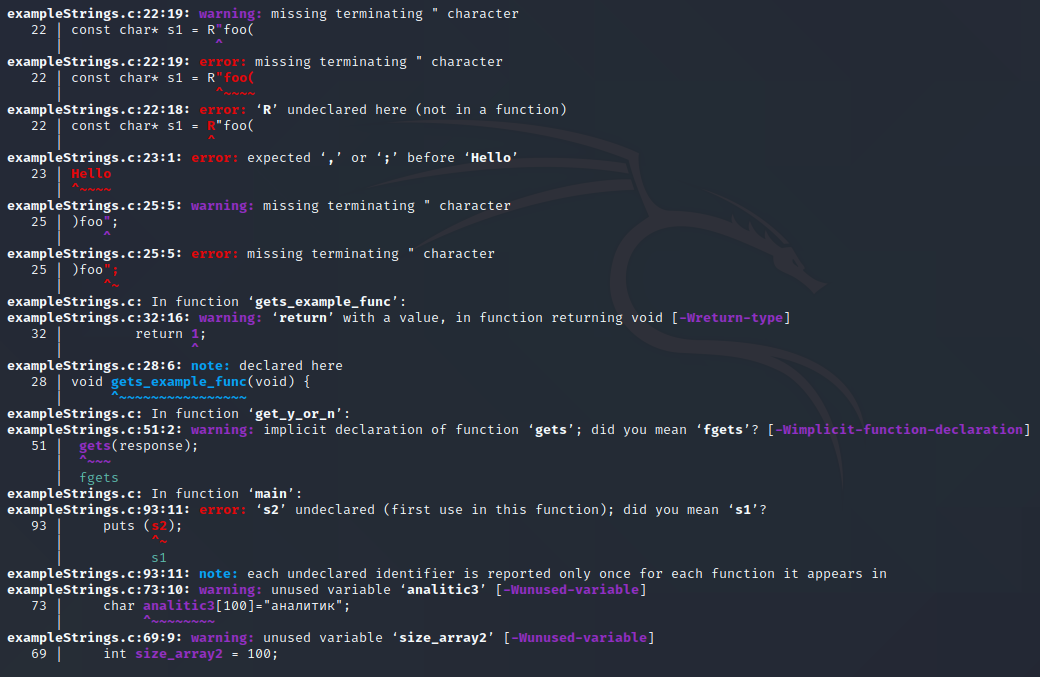 exampleStrings.c:22:19: warning: missing terminating " character
22 | const char* s1 = R"foo(
| ^
exampleStrings.c:22:19: error: missing terminating " character
22 | const char* s1 = R"foo(
| ^~~~~
exampleStrings.c:22:18: error: ‘R’ undeclared here (not in a function)
22 | const char* s1 = R"foo(
| ^
exampleStrings.c:23:1: error: expected ‘,’ or ‘;’ before ‘Hello’
23 | Hello
| ^~~~~
exampleStrings.c:25:5: warning: missing terminating " character
25 | )foo";
| ^
exampleStrings.c:25:5: error: missing terminating " character
25 | )foo";
| ^~
exampleStrings.c: In function ‘gets_example_func’:
exampleStrings.c:32:16: warning: ‘return’ with a value, in function returning void [-Wreturn-type]
32 | return 1;
| ^
exampleStrings.c:28:6: note: declared here
28 | void gets_example_func(void) {
| ^~~~~~~~~~~~~~~~~
exampleStrings.c: In function ‘get_y_or_n’:
exampleStrings.c:51:2: warning: implicit declaration of function ‘gets’; did you mean ‘fgets’? [-Wimplicit-function-declaration]
51 | gets(response);
| ^~~~
| fgets
exampleStrings.c: In function ‘main’:
exampleStrings.c:93:11: error: ‘s2’ undeclared (first use in this function); did you mean ‘s1’?
93 | puts (s2);
| ^~
| s1
exampleStrings.c:93:11: note: each undeclared identifier is reported only once for each function it appears in
exampleStrings.c:73:10: warning: unused variable ‘analitic3’ [-Wunused-variable]
73 | char analitic3[100]="аналитик";
| ^~~~~~~~~
exampleStrings.c:69:9: warning: unused variable ‘size_array2’ [-Wunused-variable]
69 | int size_array2 = 100;